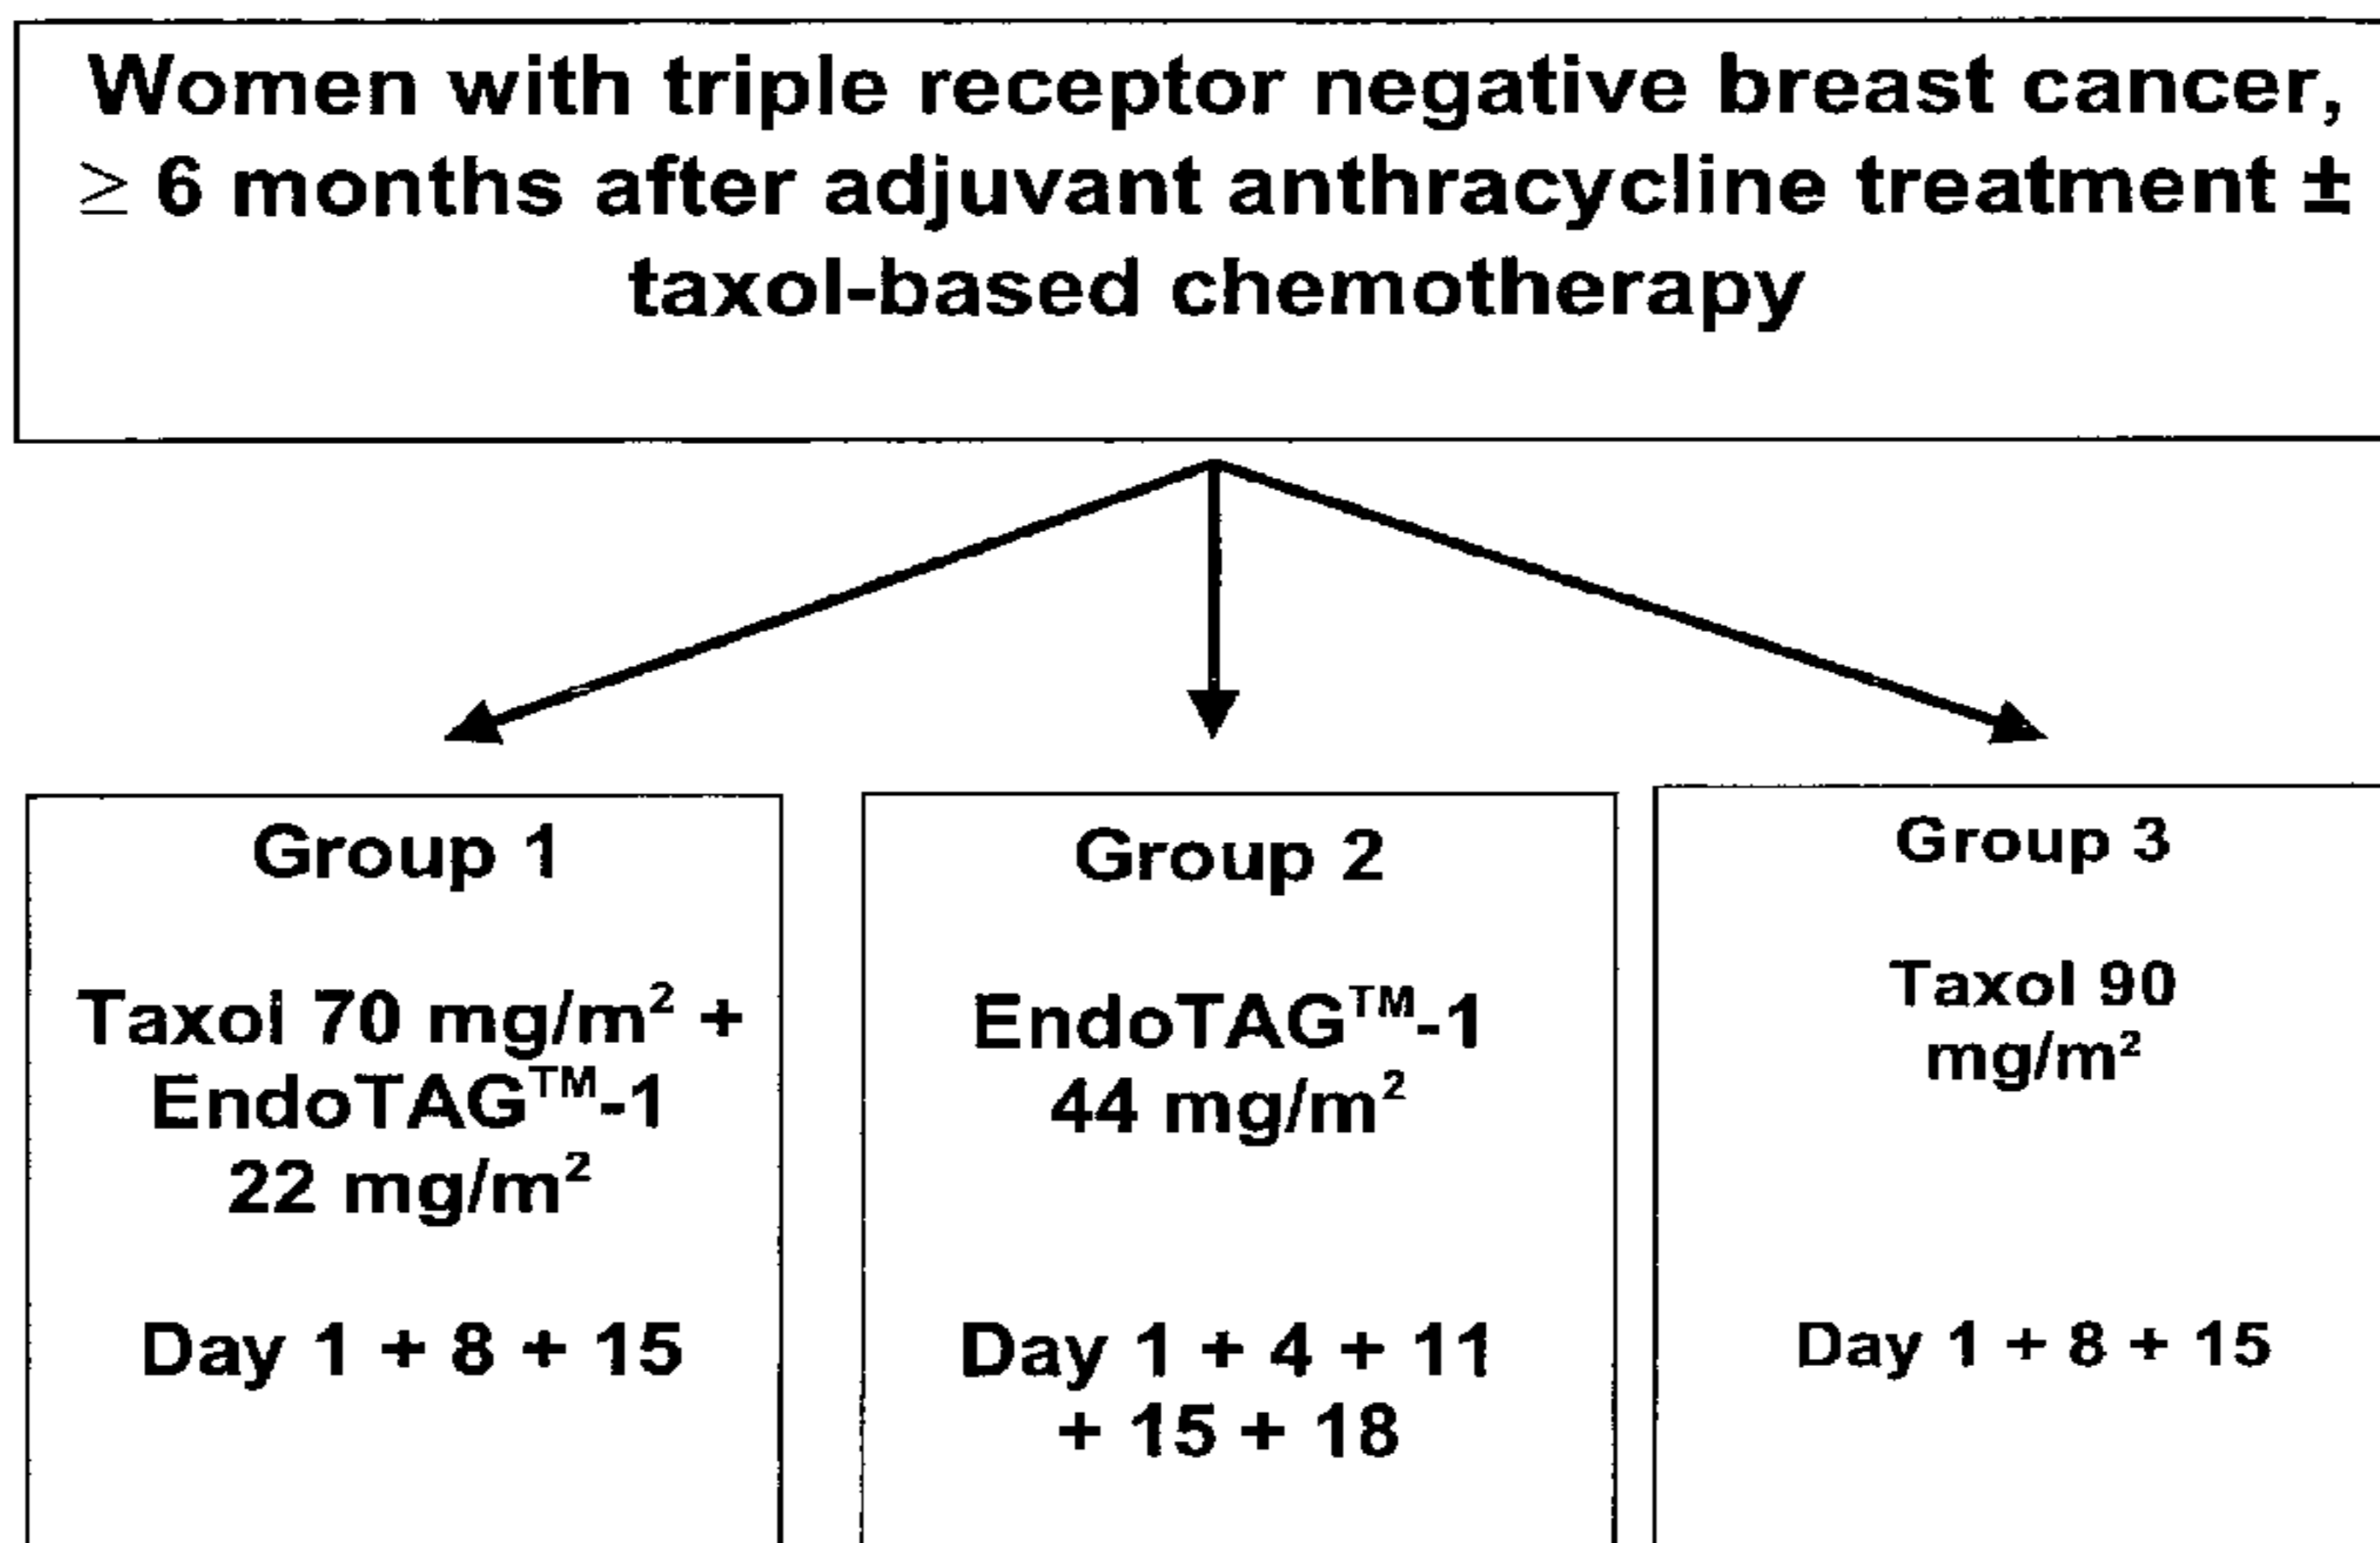 Women with triple receptor negative breast cancer,
≥ 6 months after adjuvant anthracycline treatment ±
taxol-based chemotherapy
Group 1
Taxol 70 mg/m² +
EndoTAG™-1
22 mg/m²
Day 1 + 8 + 15
Group 2
EndoTAG™-1
44 mg/m²
Day 1 + 4 + 11
+ 15 + 18
Group 3
Taxol 90
mg/m²
Day 1 + 8 + 15